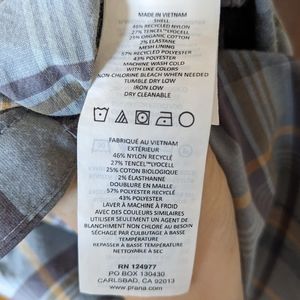 MADE IN VIETNAM
SHELL
46% RECYCLED NYLON
27% TENCEL™LYOCELL
25% ORGANIC COTTON
2% ELASTANE
MESH LINING
57% RECYCLED POLYESTER
43% POLYESTER
MACHINE WASH COLD
WITH LIKE COLORS
NON-CHLORINE BLEACH WHEN NEEDED
TUMBLE DRY LOW
IRON LOW
DRY CLEANABLE
FABRIQUÉ AU VIETNAM
EXTÉRIEUR
46% NYLON RECYCLÉ
27% TENCEL™LYOCELL
25% COTON BIOLOGIQUE
2% ÉLASTHANNE
DOUBLURE EN MAILLE
57% POLYESTER RECYCLÉ
43% POLYESTER
LAVER À MACHINE À FROID
AVEC DES COULEURS SIMILAIRES
UTILISER SEULEMENT UN AGENT DE
BLANCHIMENT NON CHLORÉ AU BESOIN
SÉCHAGE PAR CULBUTAGE À BASSE
TEMPÉRATURE
REPASSER À BASSE TEMPÉRATURE
NETTOYABLE À SEC
RN 124977
PO BOX 130430
CARLSBAD, CA 92013
www.prana.com